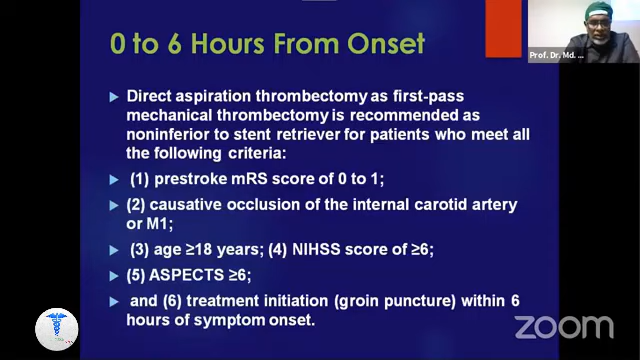 0 to 6 Hours From Onset
Prof. Dr. Md. ...
Direct aspiration thrombectomy as first-pass
mechanical thrombectomy is recommended as
noninferior to stent retriever for patients who meet all
the following criteria:
(1) prestroke mRS score of 0 to 1;
(2) causative occlusion of the internal carotid artery
or M1;
(3) age ≥18 years; (4) NIHSS score of ≥6;
(5) ASPECTS ≥6;
and (6) treatment initiation (groin puncture) within 6
hours of symptom onset.
zoom